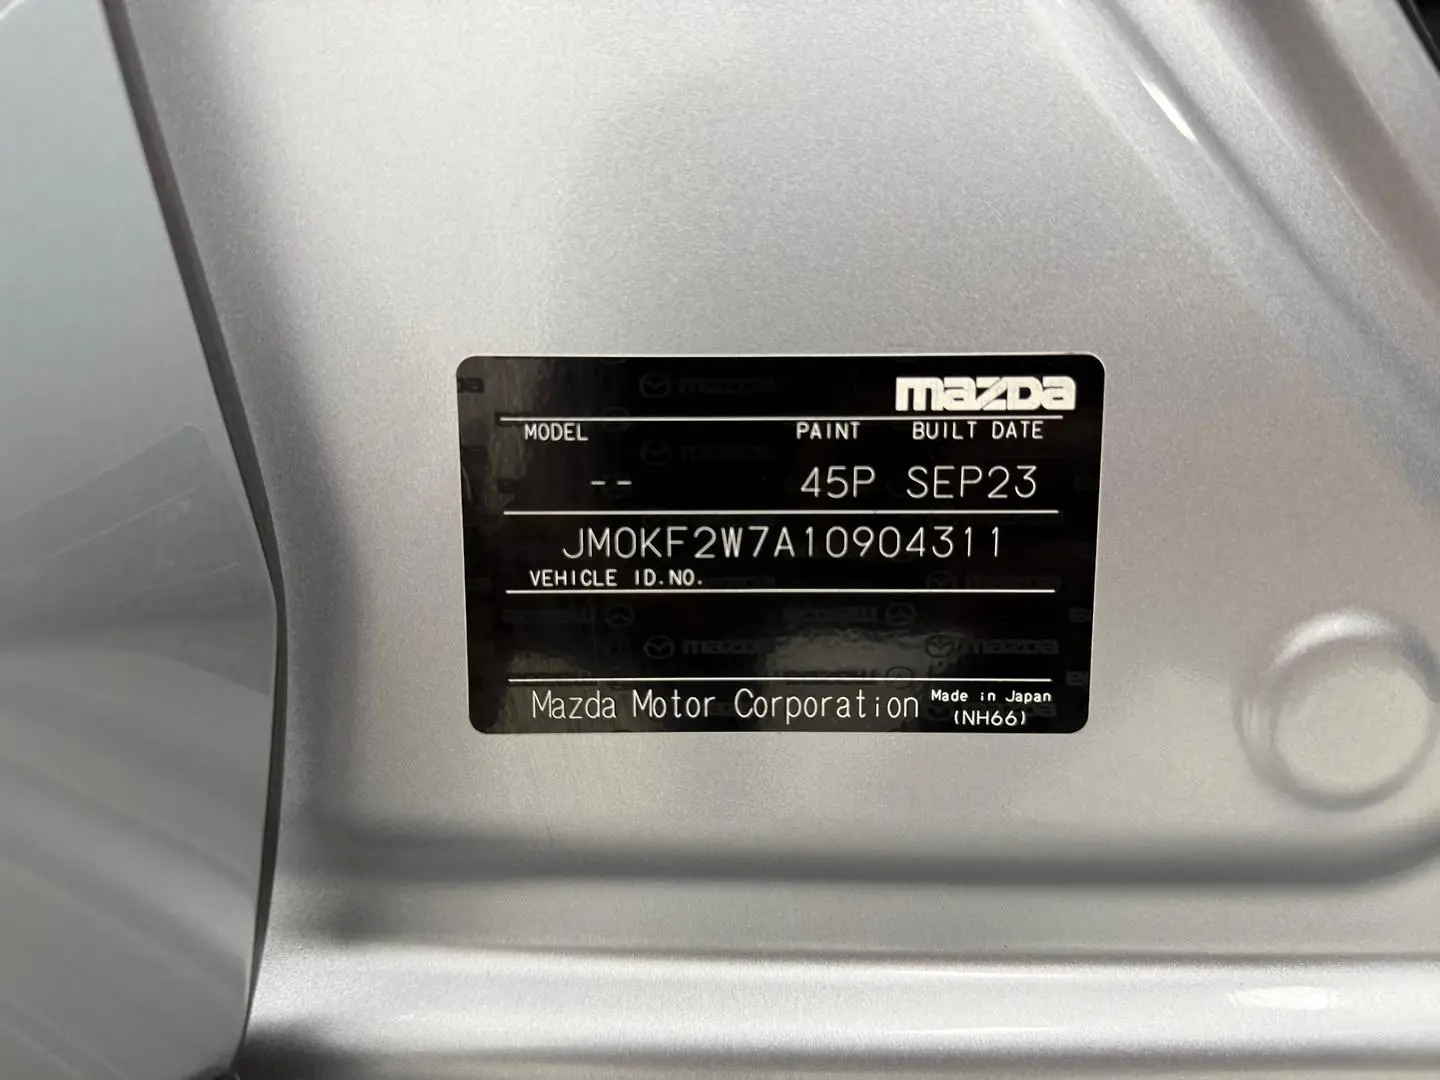 mazda
MODEL PAINT BUILT DATE
-- 45P SEP23
JM0KF2W7A10904311
VEHICLE ID.NO.
Mazda Motor Corporation Made in Japan
(NH66)